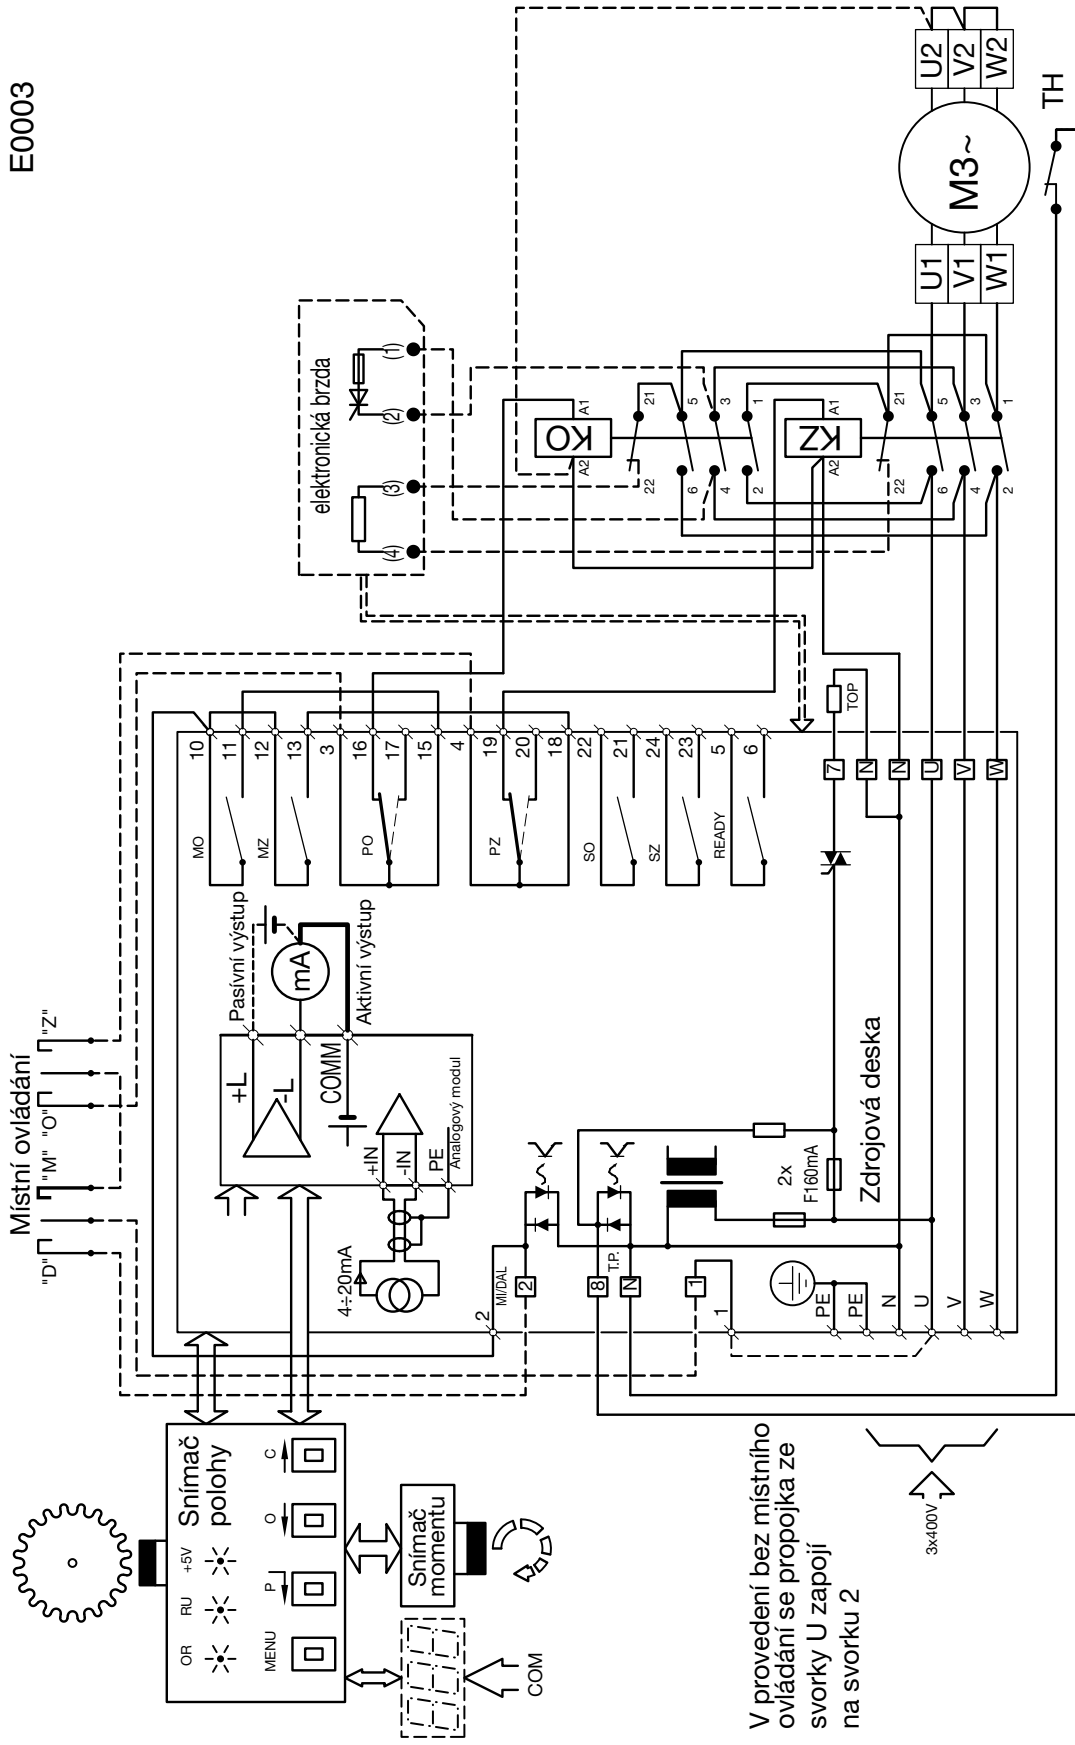 E0003
Místní ovládání
"D"
"M"
"O"
"Z"
OR
RU
+5V
Snímač
polohy
MENU
P
O
C
Snímač
momentu
COM
4÷20mA
+IN
-IN
PE
Analogový modul
+L
-L
COMM
Pasívní výstup
mA
Aktivní výstup
MO
MZ
PO
PZ
SO
SZ
READY
10
11
12
13
3
16
17
15
4
19
20
18
22
21
24
23
5
6
elektronická brzda
(4)
(3)
(2)
(1)
2
MI/DAL
2
8
T.P.
N
1
1
2x
F160mA
Zdrojová deska
PE
PE
N
U
V
W
7
N
N
U
V
W
TOP
KO
A2
A1
22
21
6
5
4
3
2
1
KZ
A2
A1
22
21
6
5
4
3
2
1
U1
V1
W1
M3~
U2
V2
W2
TH
3x400V
V provedení bez místního
ovládání se propojka ze
svorky U zapojí
na svorku 2